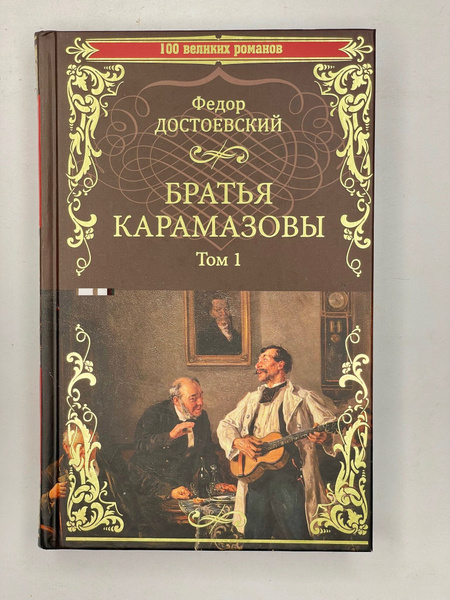 100 великих романов
Федор
ДОСТОЕВСКИЙ
БРАТЬЯ
КАРАМАЗОВЫ
Том 1